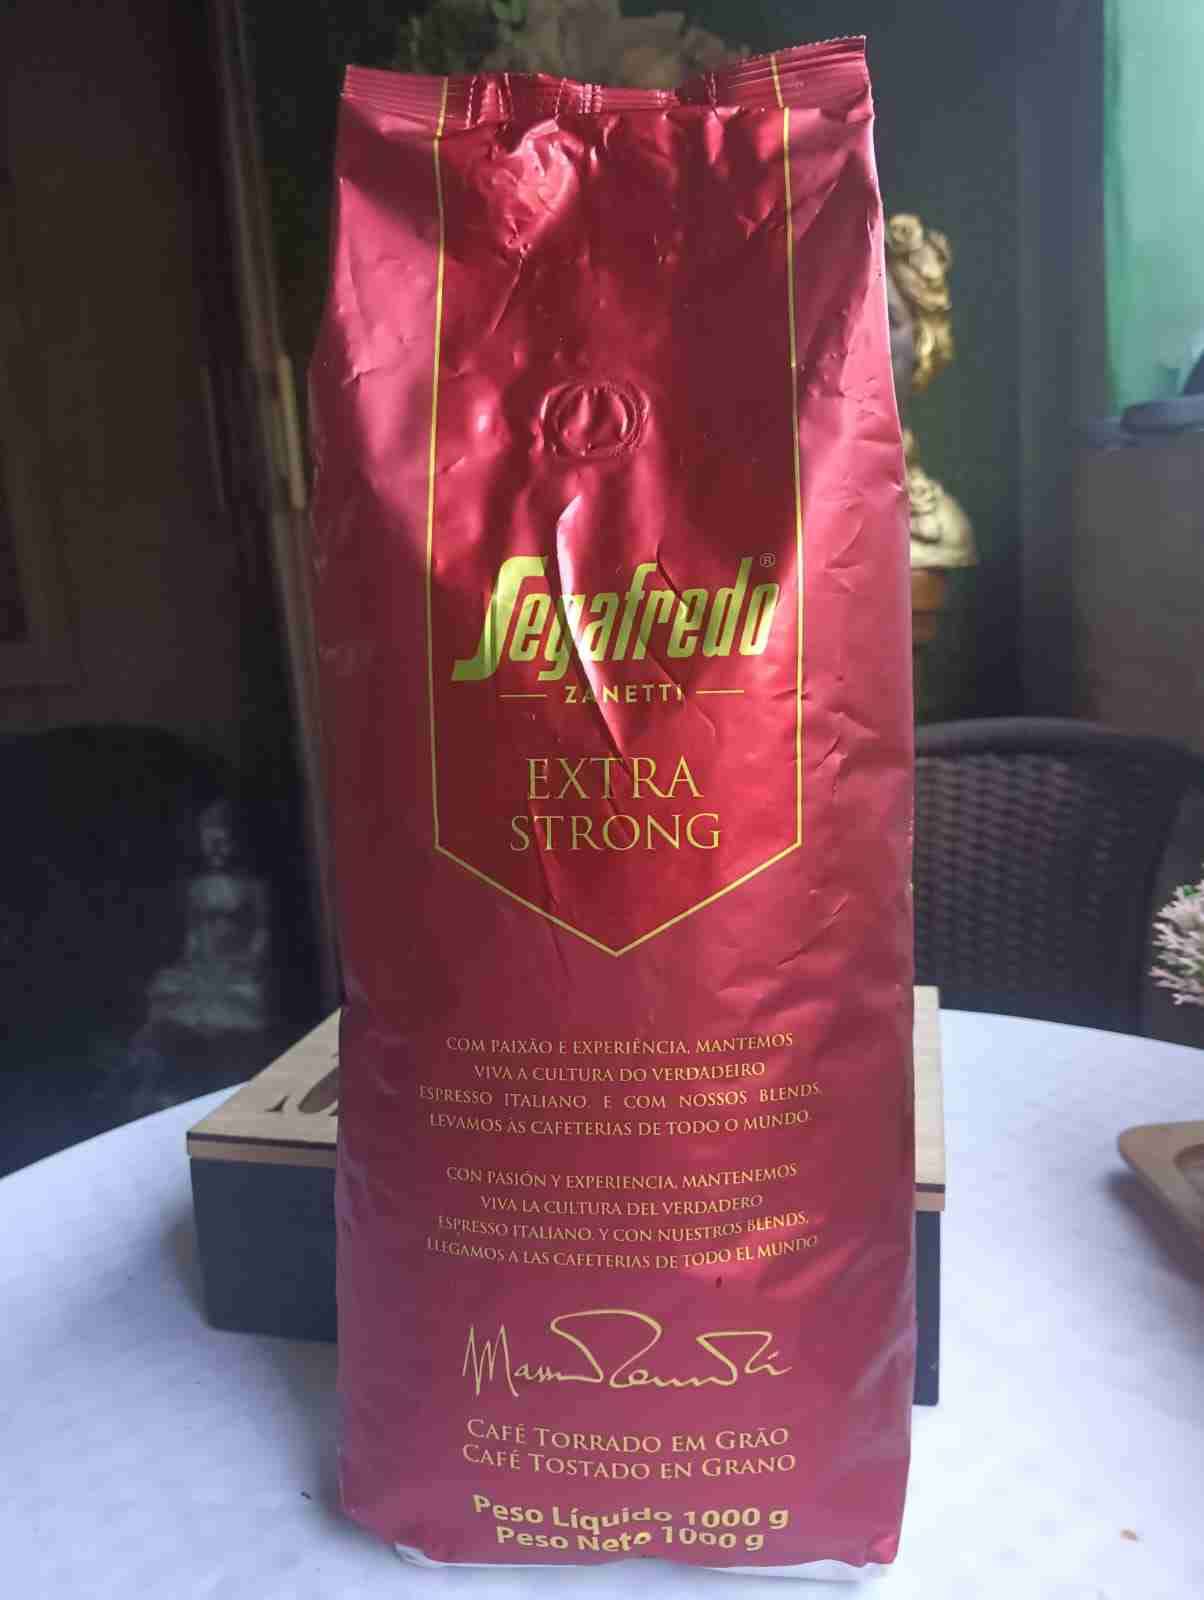 Segafredo®
ZANETTI
EXTRA
STRONG
COM PAIXÃO E EXPERIÊNCIA, MANTEMOS
VIVA A CULTURA DO VERDADEIRO
ESPRESSO ITALIANO. E COM NOSSOS BLENDS,
LEVAMOS ÀS CAFETERIAS DE TODO O MUNDO.
CON PASIÓN Y EXPERIENCIA, MANTENEMOS
VIVA LA CULTURA DEL VERDADERO
ESPRESSO ITALIANO. Y CON NUESTROS BLENDS,
LLEGAMOS A LAS CAFETERIAS DE TODO EL MUNDO
CAFÉ TORRADO EM GRÃO
CAFÉ TOSTADO EN GRANO
Peso Líquido 1000 g
Peso Neto 1000 g